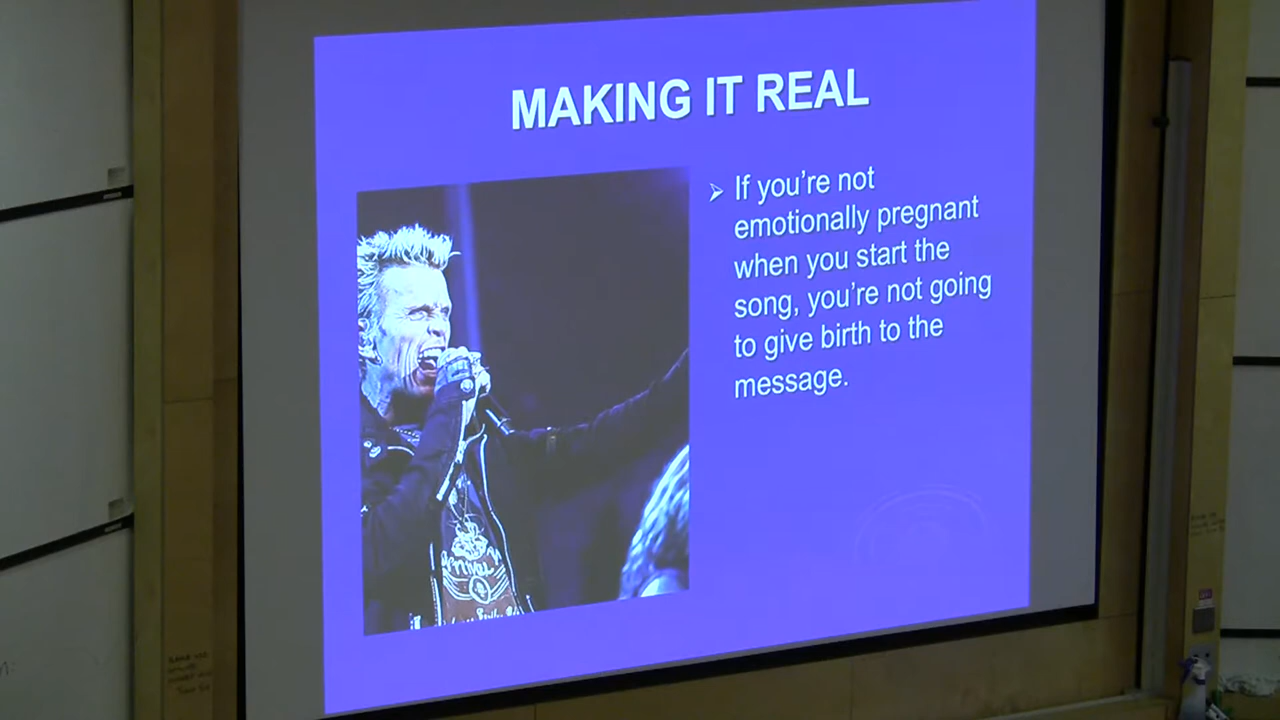 MAKING IT REAL
If you're not
emotionally pregnant
when you start the
song, you're not going
to give birth to the
message.